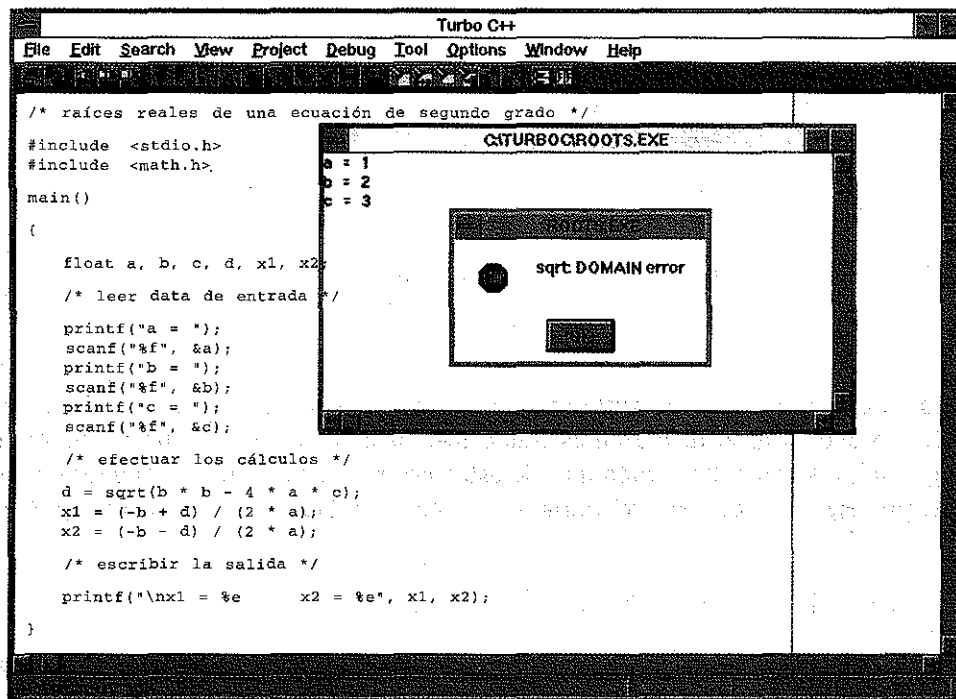 Turbo C++
File Edit Search View Project Debug Tool Options Window Help
/* raíces reales de una ecuación de segundo grado */
#include <stdio.h>
#include <math.h>
main()
{
float a, b, c, d, x1, x2;
/* leer data de entrada */
printf("a = ");
scanf("%f", &a);
printf("b = ");
scanf("%f", &b);
printf("c = ");
scanf("%f", &c);
/* efectuar los cálculos */
d = sqrt(b * b - 4 * a * c);
x1 = (-b + d) / (2 * a);
x2 = (-b - d) / (2 * a);
/* escribir la salida */
printf("\nx1 = %e x2 = %e", x1, x2);
}
C:\TURBOC\ROOTS.EXE
a = 1
b = 2
c = 3
ROOTS.EXE
sqrt: DOMAIN error